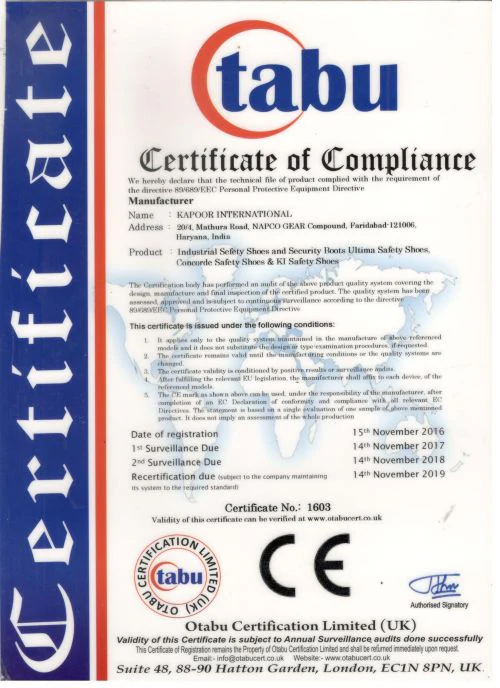 Certificate
Otabu
Certificate of Compliance
We hereby declare that the technical file of product complied with the requirement of
the directive 89/689/EEC Personal Protective Equipment Directive
Manufacturer
Name : KAPOOR INTERNATIONAL
Address : 20/4, Mathura Road, NAPCO GEAR Compound, Faridabad-121006,
Haryana, India
Product : Industrial Sefety Shoes and Security Boots Ultima Safety Shoes,
Concorde Safety Shoes & KI Safety Shoes
The Certification body has performed an audit of the above product quality system covering the
design, manufacture and final inspection of the certified product. The quality system has been
assessed, approved and is subject to continuous surveillance according to the directive
89/689/EEC Personal Protective Equipment Directive
This certificate is issued under the following conditions:
1. It applies only to the quality system maintained in the manufacture of above referenced
models and it does not substitute the design or type-examination procedures, if requested.
2. The certificate remains valid until the manufacturing conditions or the quality systems are
changed.
3. The certificate validity is conditioned by positive results or surveillance audits.
4. After fulfilling the relevant EU legislation, the manufacturer shall affix to each device, of the
referenced models.
5. The CE mark as shown above can be used, under the responsibility of the manufacturer, after
completion of an EC Declaration of conformity and compliance with all relevant EC
Directives. The statement is based on a single evaluation of one sample of above mentioned
product. It does not imply an assessment of the whole production
Date of registration 15th November 2016
1st Surveillance Due 14th November 2017
2nd Surveillance Due 14th November 2018
Recertification due (subject to the company maintaining 14th November 2019
its system to the required standard)
Certificate No.: 1603
Validity of this certificate can be verified at www.otabucert.co.uk
OTABU CERTIFICATION LIMITED (UK)
Otabu
CE
Authorised Signatory
Otabu Certification Limited (UK)
Validity of this Certificate is subject to Annual Surveillance audits done successfully
This Certificate of Registration remains the Property of Otabu Certification Limited and shall be returned immediately upon request.
Email:- info@otabucert.co.uk Website:- www.otabucert.co.uk
Suite 48, 88-90 Hatton Garden, London, EC1N 8PN, UK.